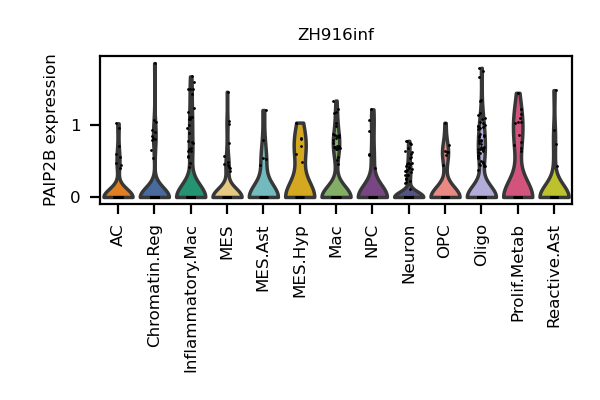 ZH916inf
PAIP2B expression
1
0
AC
Chromatin.Reg
Inflammatory.Mac
MES
MES.Ast
MES.Hyp
Mac
NPC
Neuron
OPC
Oligo
Prolif.Metab
Reactive.Ast